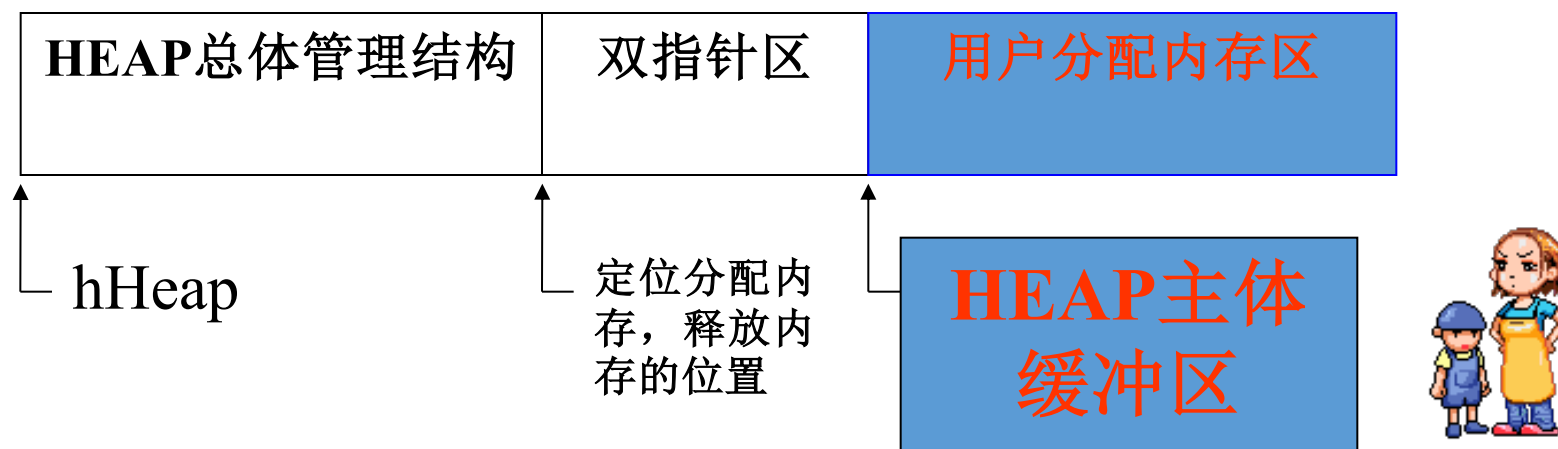 HEAP总体管理结构
双指针区
用户分配内存区
hHeap
定位分配内
存，释放内
存的位置
HEAP主体
缓冲区